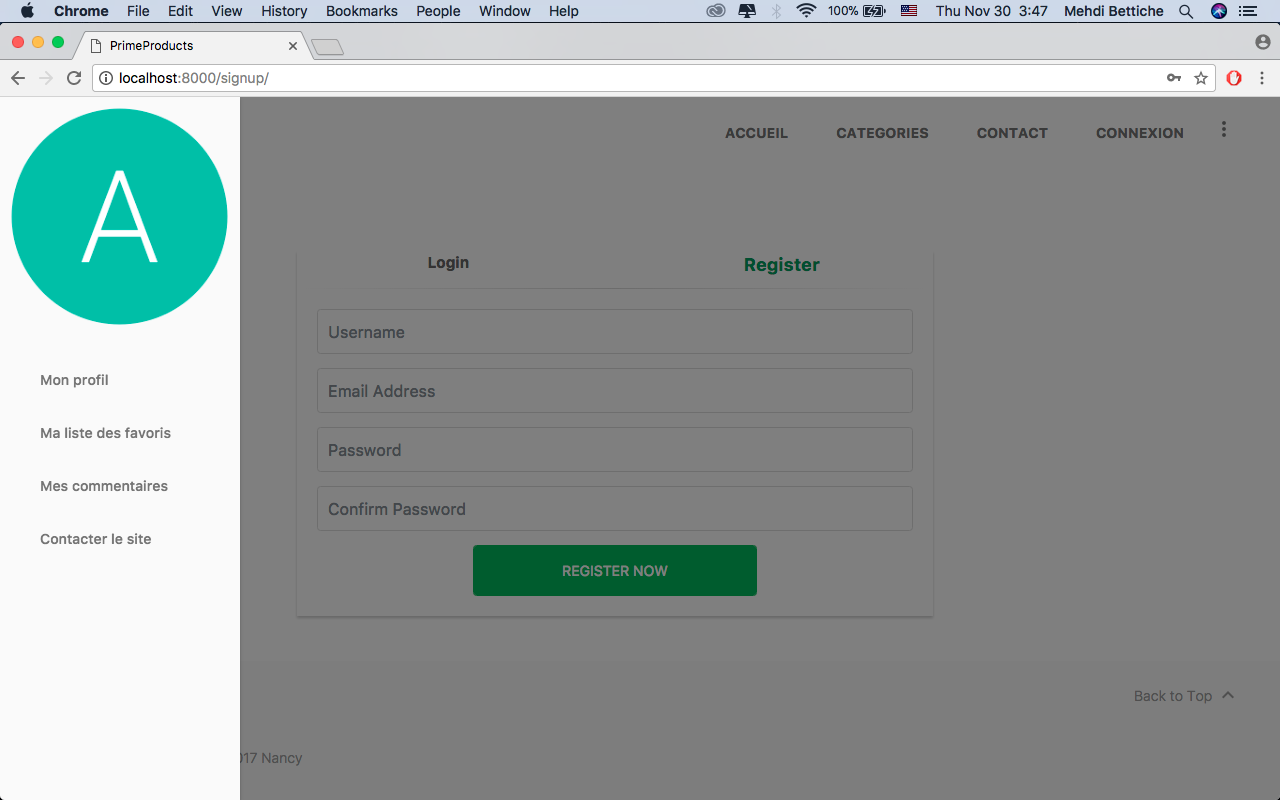 Chrome File Edit View History Bookmarks People Window Help 100% Thu Nov 30 3:47 Mehdi Bettiche
PrimeProducts
localhost:8000/signup/
ACCUEIL CATEGORIES CONTACT CONNEXION
A
Login Register
Username
Mon profil
Email Address
Ma liste des favoris
Password
Mes commentaires
Confirm Password
Contacter le site
REGISTER NOW
Back to Top
017 Nancy